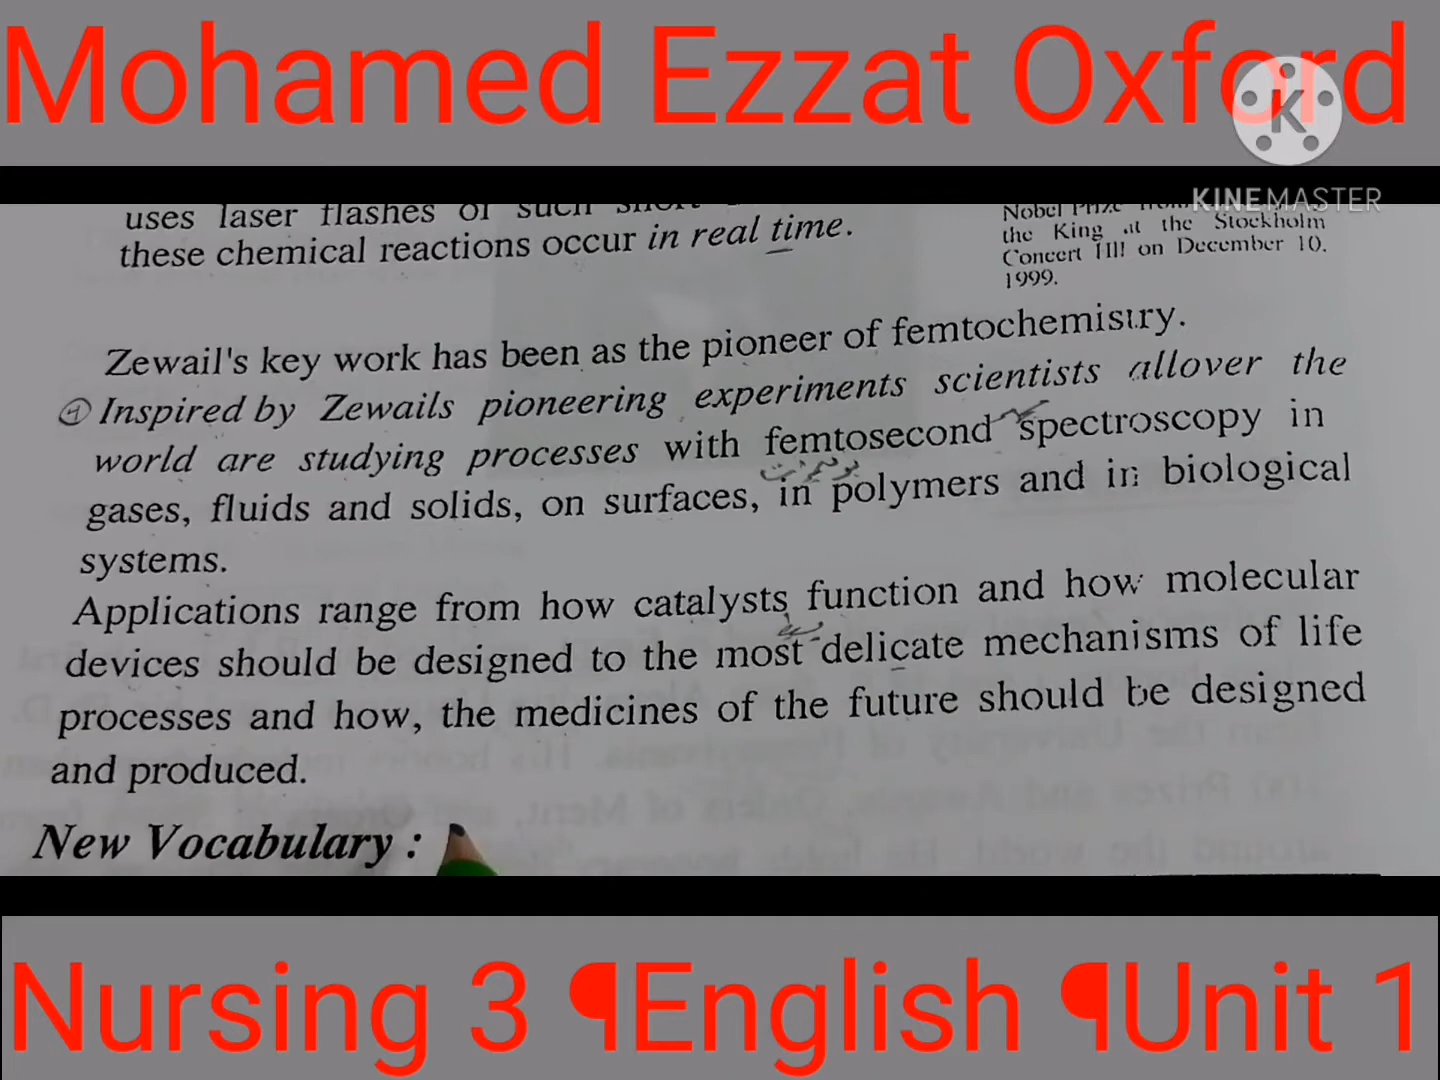 Mohamed Ezzat Oxford
K
KINEMASTER
uses laser flashes of such short
these chemical reactions occur in real time.
Nobel Prize from
the King at the Stockholm
Concert Hll on December 10.
1999.
Zewail's key work has been as the pioneer of femtochemistry.
Inspired by Zewails pioneering experiments scientists allover the
world are studying processes with femtosecond spectroscopy in
gases, fluids and solids, on surfaces, in polymers and in biological
systems.
Applications range from how catalysts function and how molecular
devices should be designed to the most delicate mechanisms of life
processes and how, the medicines of the future should be designed
and produced.
New Vocabulary :
Nursing 3 ¶English ¶Unit 1